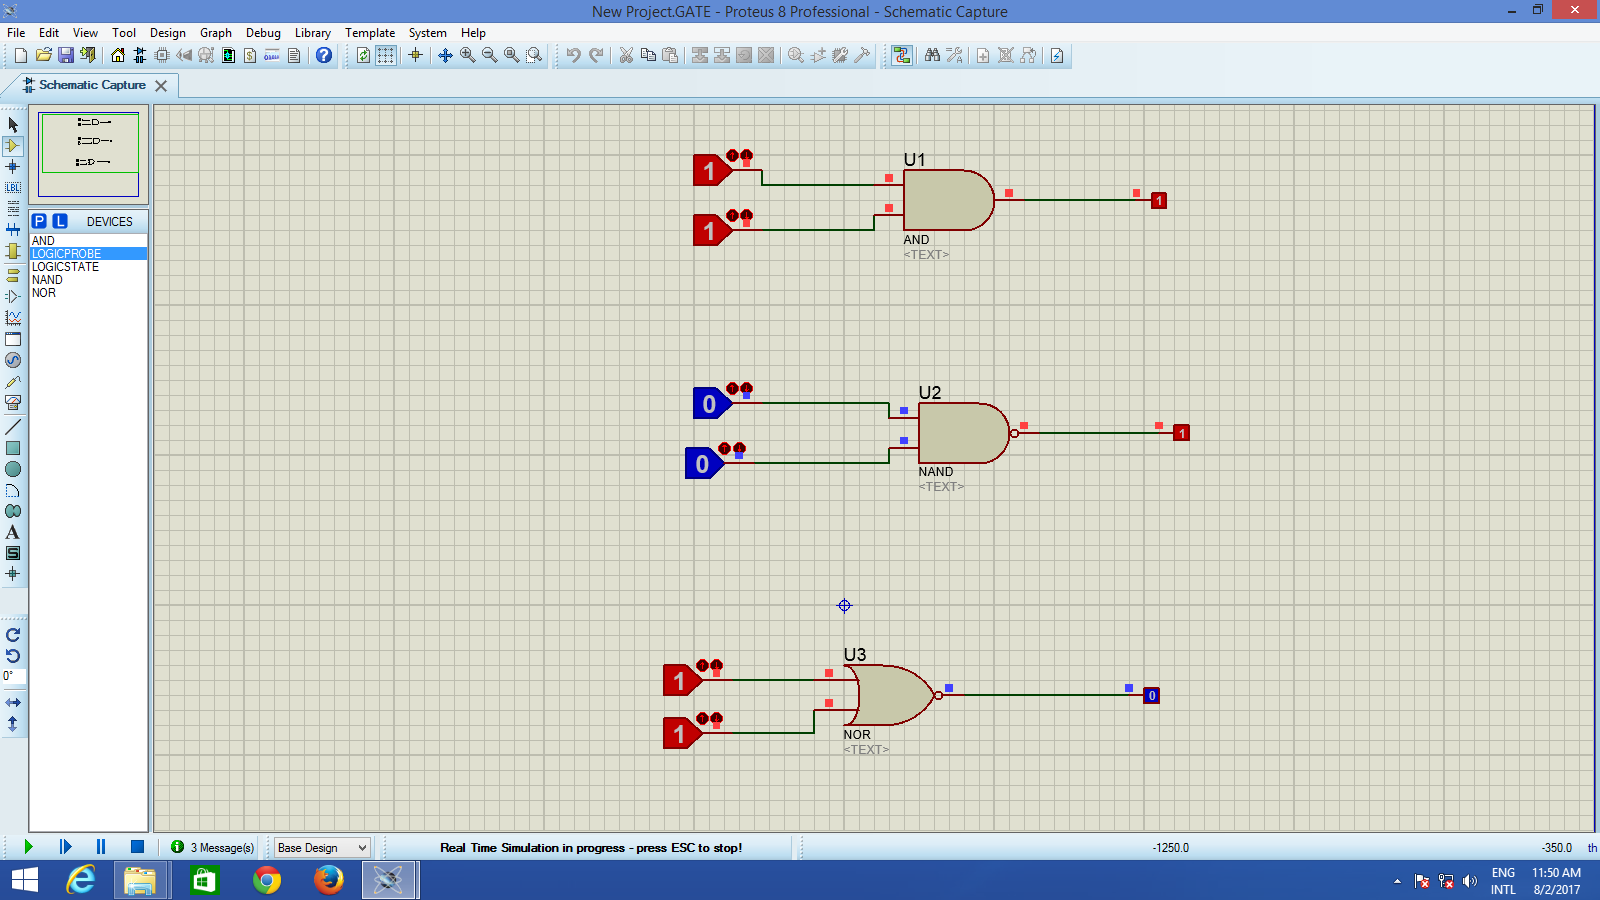 New Project.GATE - Proteus 8 Professional - Schematic Capture
File Edit View Tool Design Graph Debug Library Template System Help
Schematic Capture
P L DEVICES
AND
LOGICPROBE
LOGICSTATE
NAND
NOR
LBL
A
S
0°
1
1
U1
AND
<TEXT>
1
0
0
U2
NAND
<TEXT>
1
1
1
U3
NOR
<TEXT>
0
3 Message(s)
Base Design
Real Time Simulation in progress - press ESC to stop!
-1250.0
-350.0 th
ENG
INTL
11:50 AM
8/2/2017